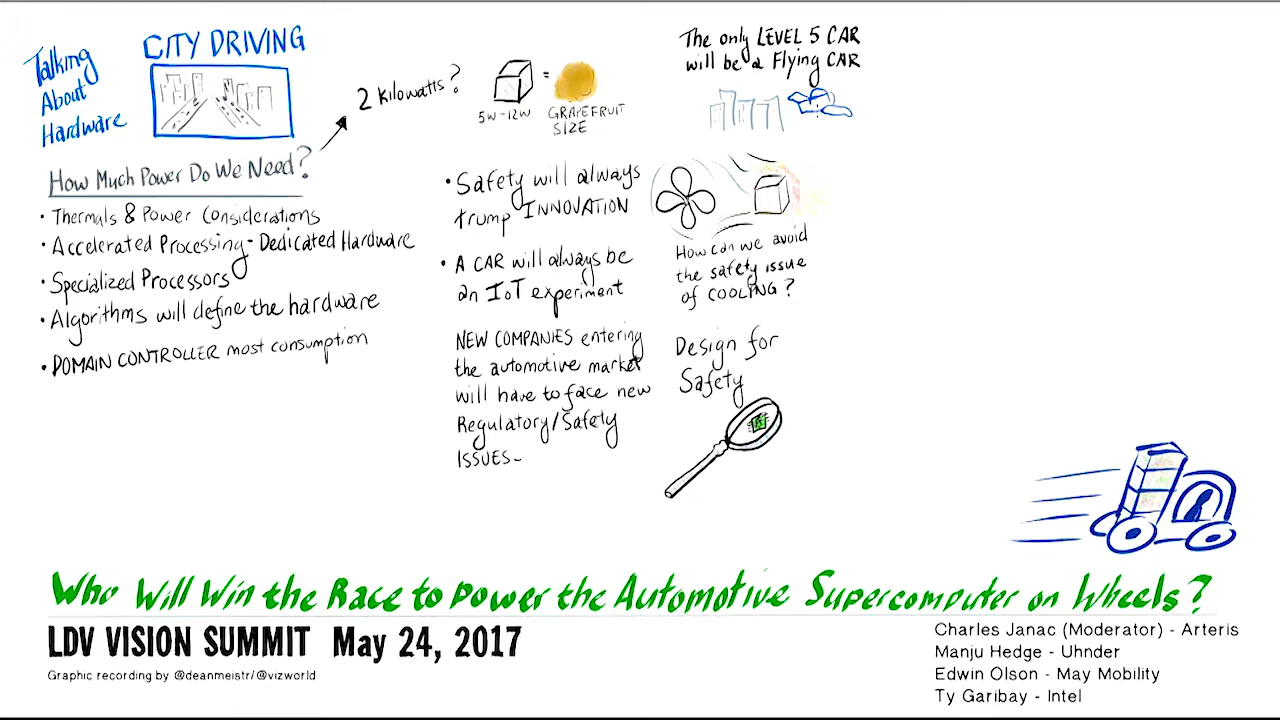 Talking
About
Hardware
CITY DRIVING
How Much Power Do We Need?
2 Kilowatts?
• Thermals & Power Considerations
• Accelerated Processing - Dedicated Hardware
• Specialized Processors
• Algorithms will define the hardware
• DOMAIN CONTROLLER most consumption
=
5W-12W
GRAPEFRUIT
SIZE
• Safety will always
trump INNOVATION
• A CAR will always be
an IoT experiment
NEW COMPANIES entering
the automotive market
will have to face new
Regulatory/Safety
ISSUES-
The only LEVEL 5 CAR
will be a Flying CAR
How can we avoid
the safety issue
of COOLING?
Design for
Safety
Who Will Win the Race to Power the Automotive Supercomputer on Wheels?
LDV VISION SUMMIT May 24, 2017
Graphic recording by @deanmeistr/@vizworld
Charles Janac (Moderator) - Arteris
Manju Hedge - Uhnder
Edwin Olson - May Mobility
Ty Garibay - Intel